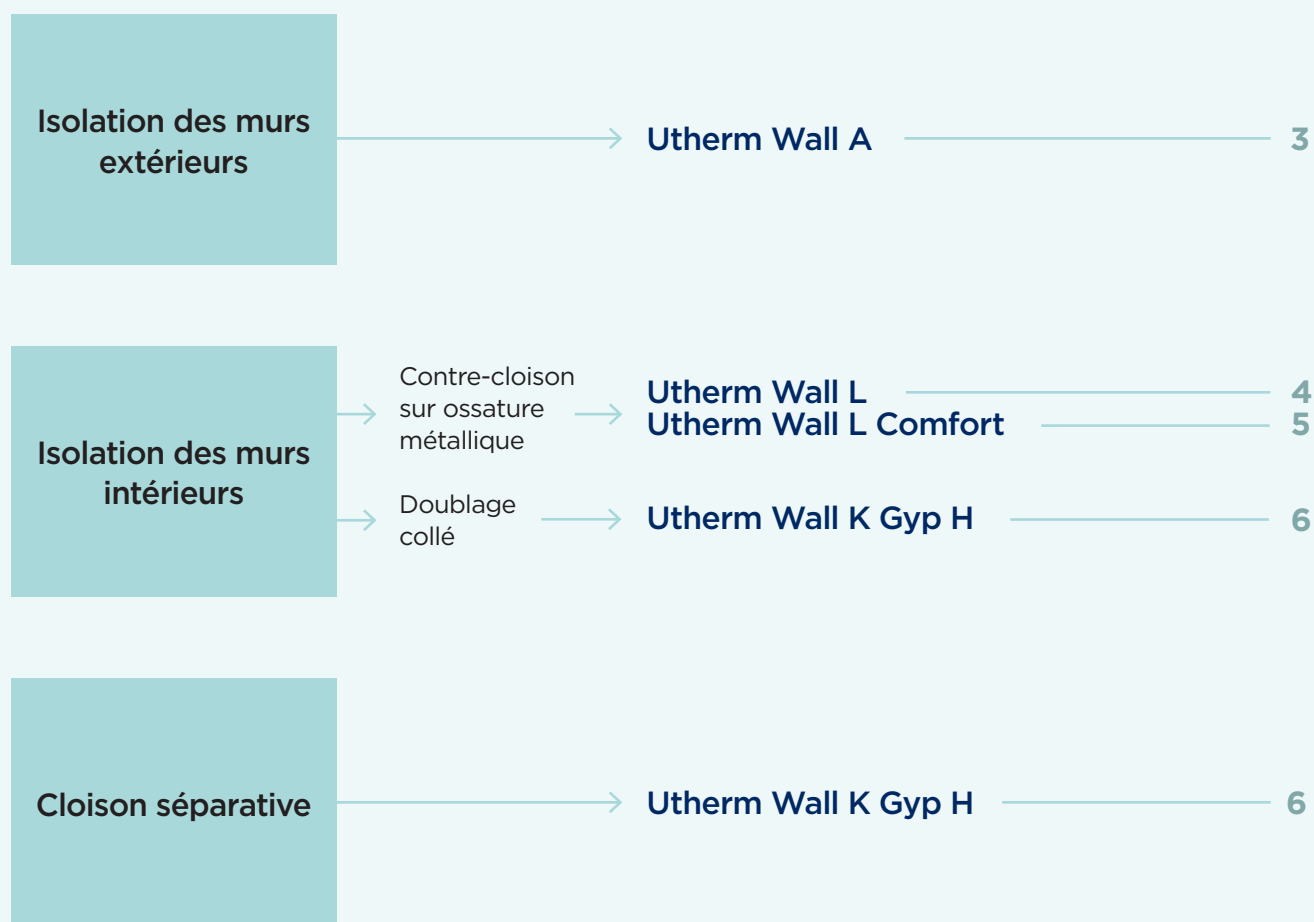 Isolation des murs
extérieurs
Utherm Wall A
3
Isolation des murs
intérieurs
Contre-cloison
sur ossature
métallique
Utherm Wall L
4
Utherm Wall L Comfort
5
Doublage
collé
Utherm Wall K Gyp H
6
Cloison séparative
Utherm Wall K Gyp H
6